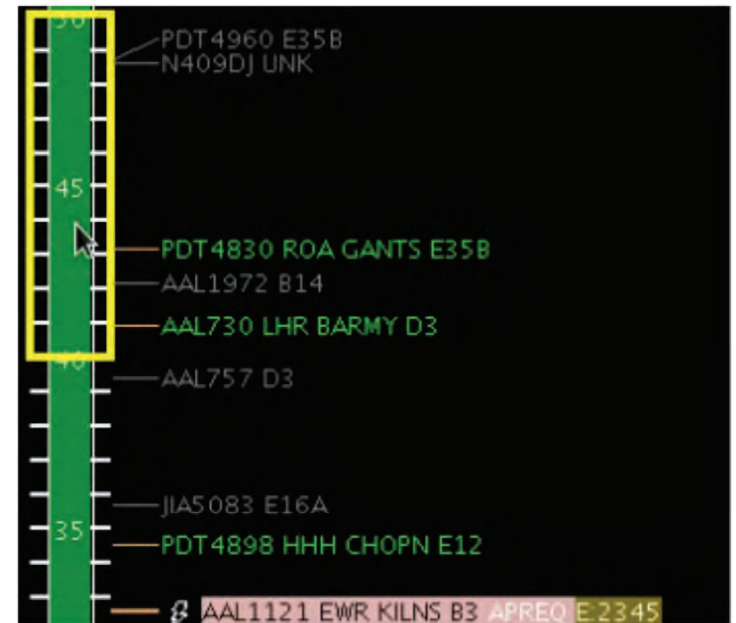 50
PDT4960 E35B
N409DJ UNK
45
PDT4830 ROA GANTS E35B
AAL1972 B14
AAL730 LHR BARMY D3
40
AAL757 D3
JIA5083 E16A
35
PDT4898 HHH CHOPN E12
AAL1121 EWR KILNS B3 APREQ E:2345